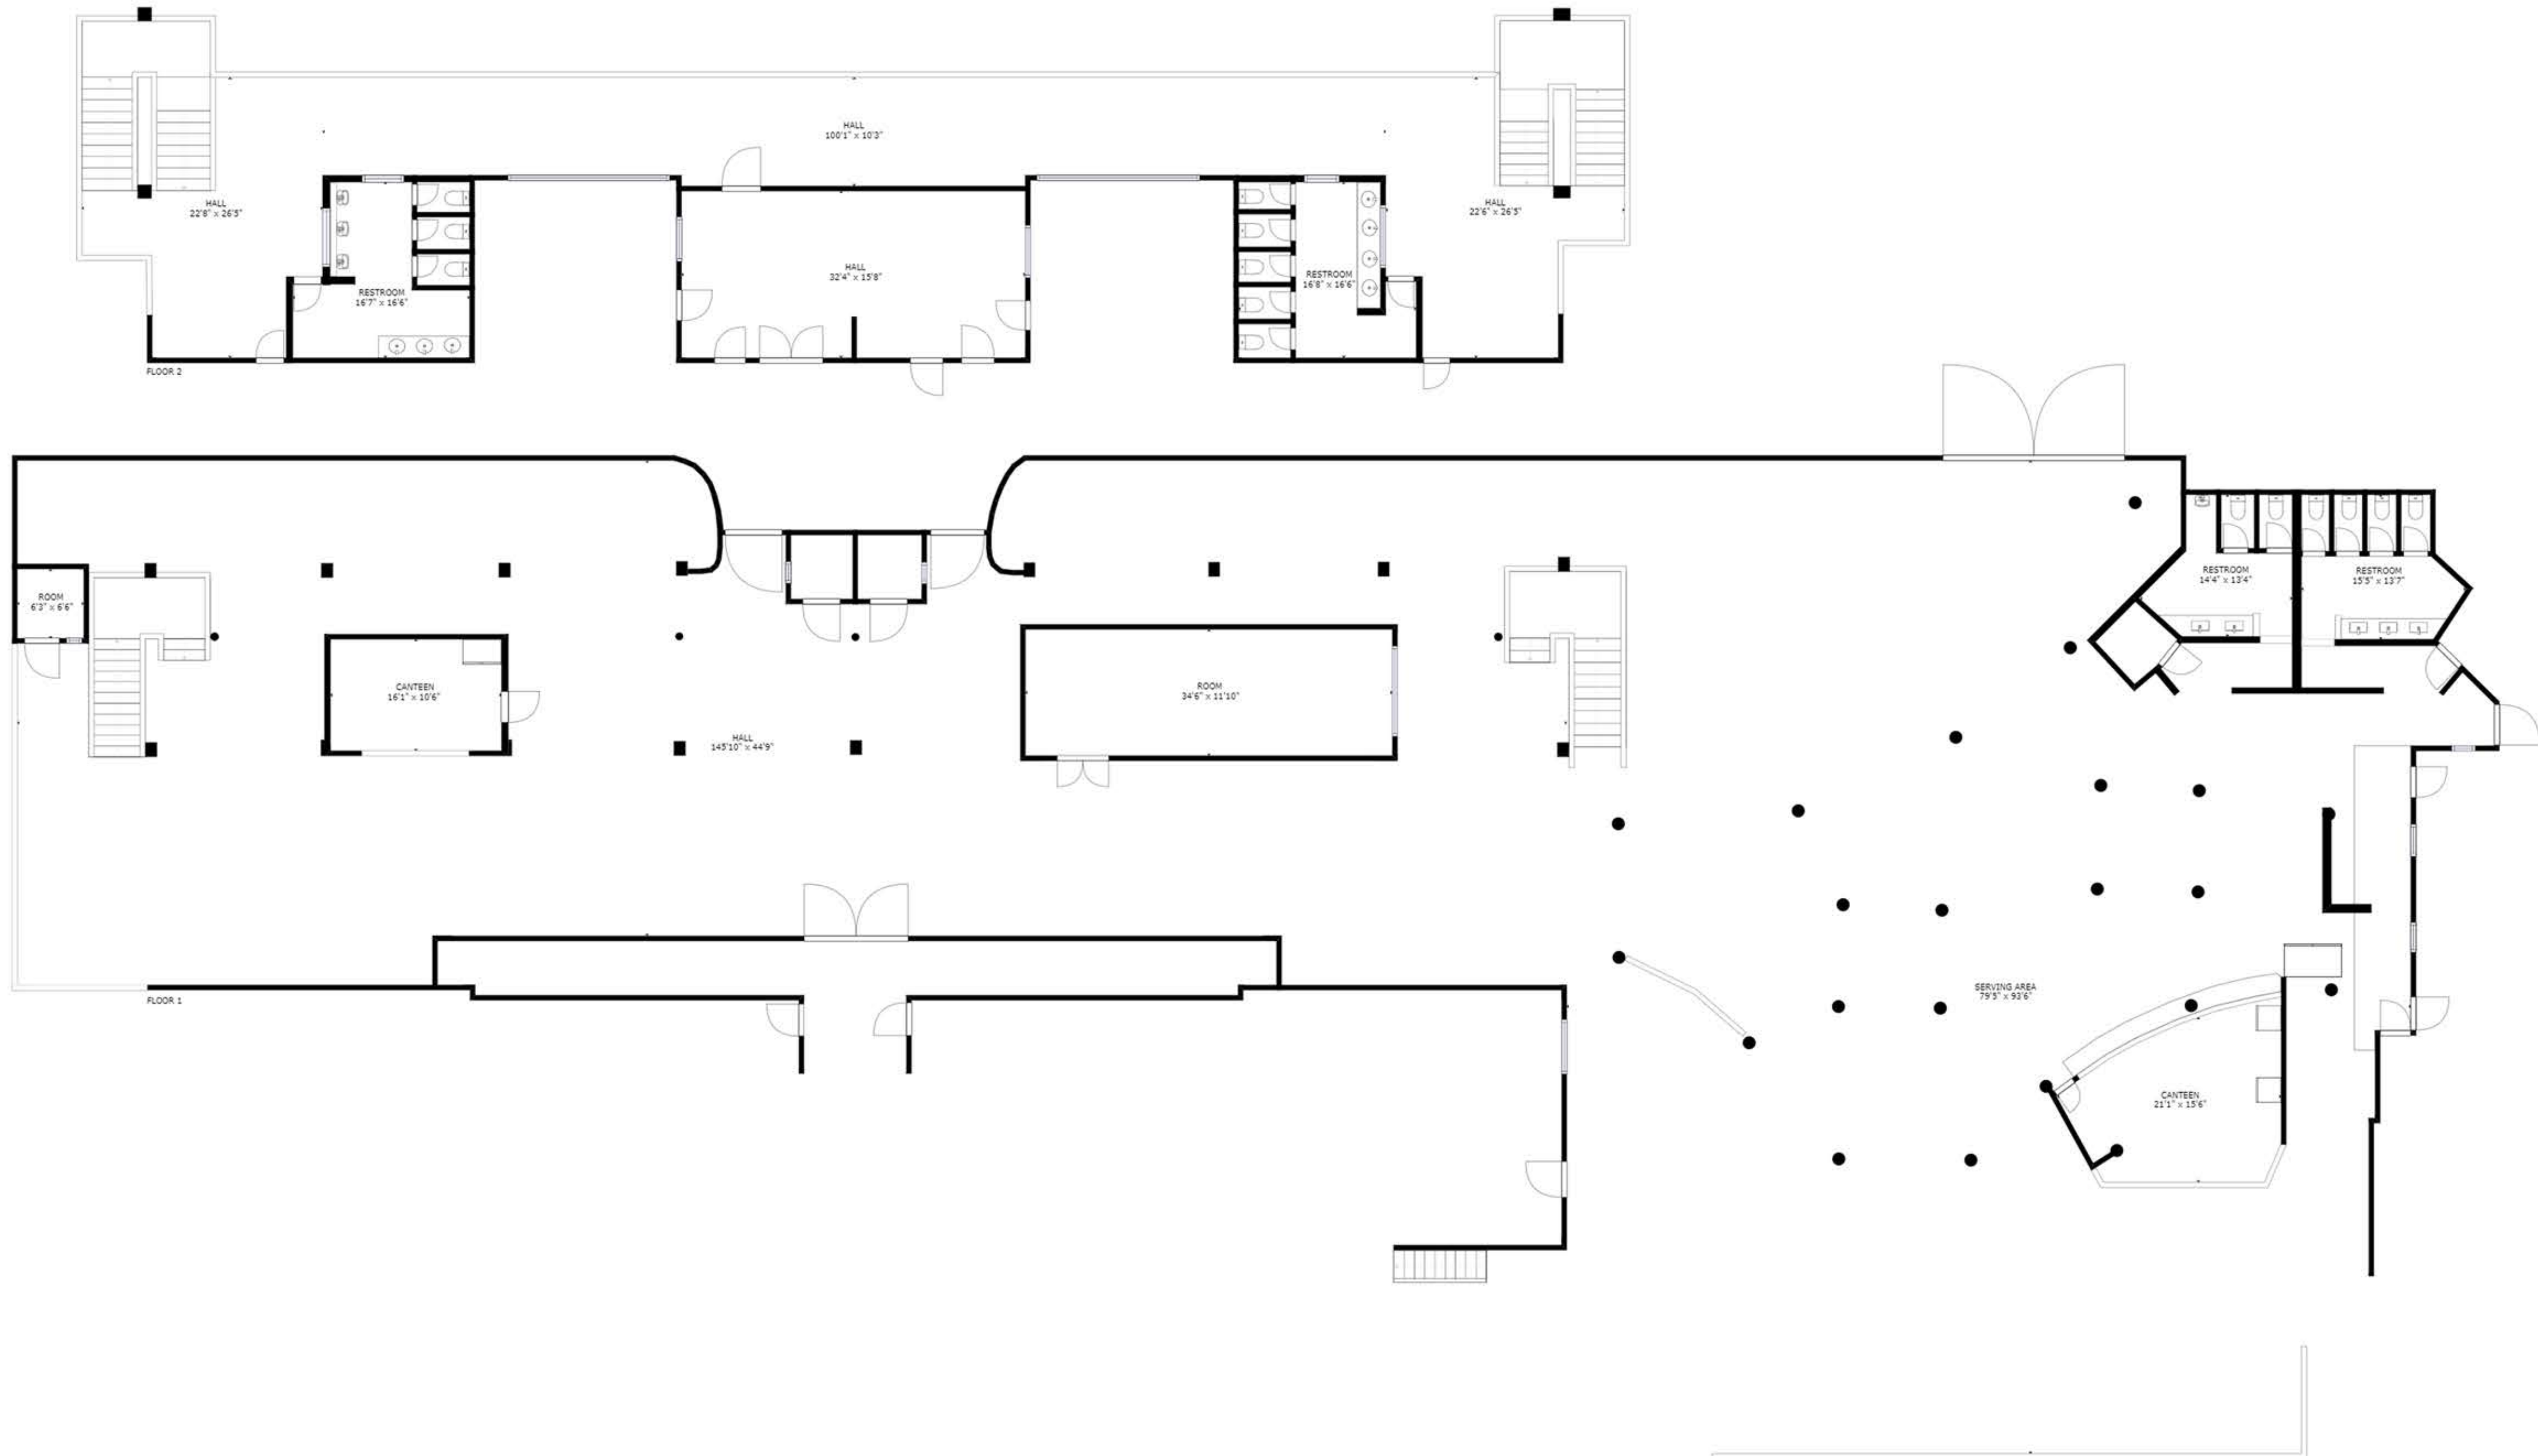 HALL
100'1" x 10'3"
HALL
22'8" x 26'5"
HALL
22'6" x 26'5"
HALL
32'4" x 15'8"
RESTROOM
16'8" x 16'6"
RESTROOM
16'7" x 16'6"
FLOOR 2
RESTROOM
14'4" x 13'4"
RESTROOM
15'5" x 13'7"
ROOM
6'3" x 6'6"
CANTEEN
16'1" x 10'6"
ROOM
34'6" x 11'10"
HALL
145'10" x 44'9"
SERVING AREA
79'5" x 93'6"
FLOOR 1
CANTEEN
21'1" x 15'6"